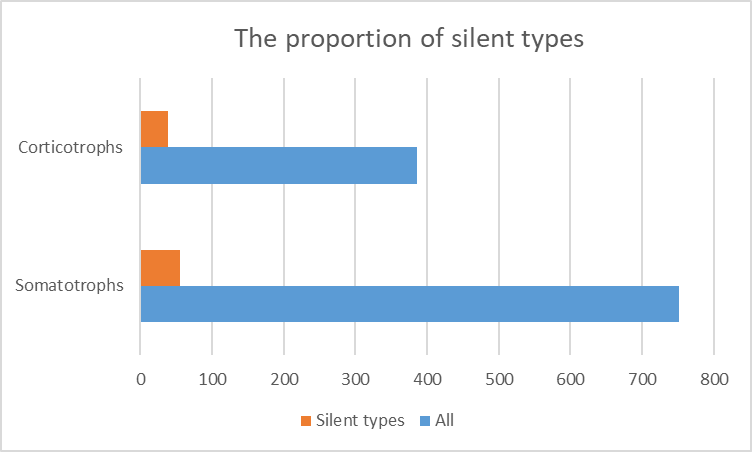 The proportion of silent types
Corticotrophs
Somatotrophs
0 100 200 300 400 500 600 700 800
Silent types All